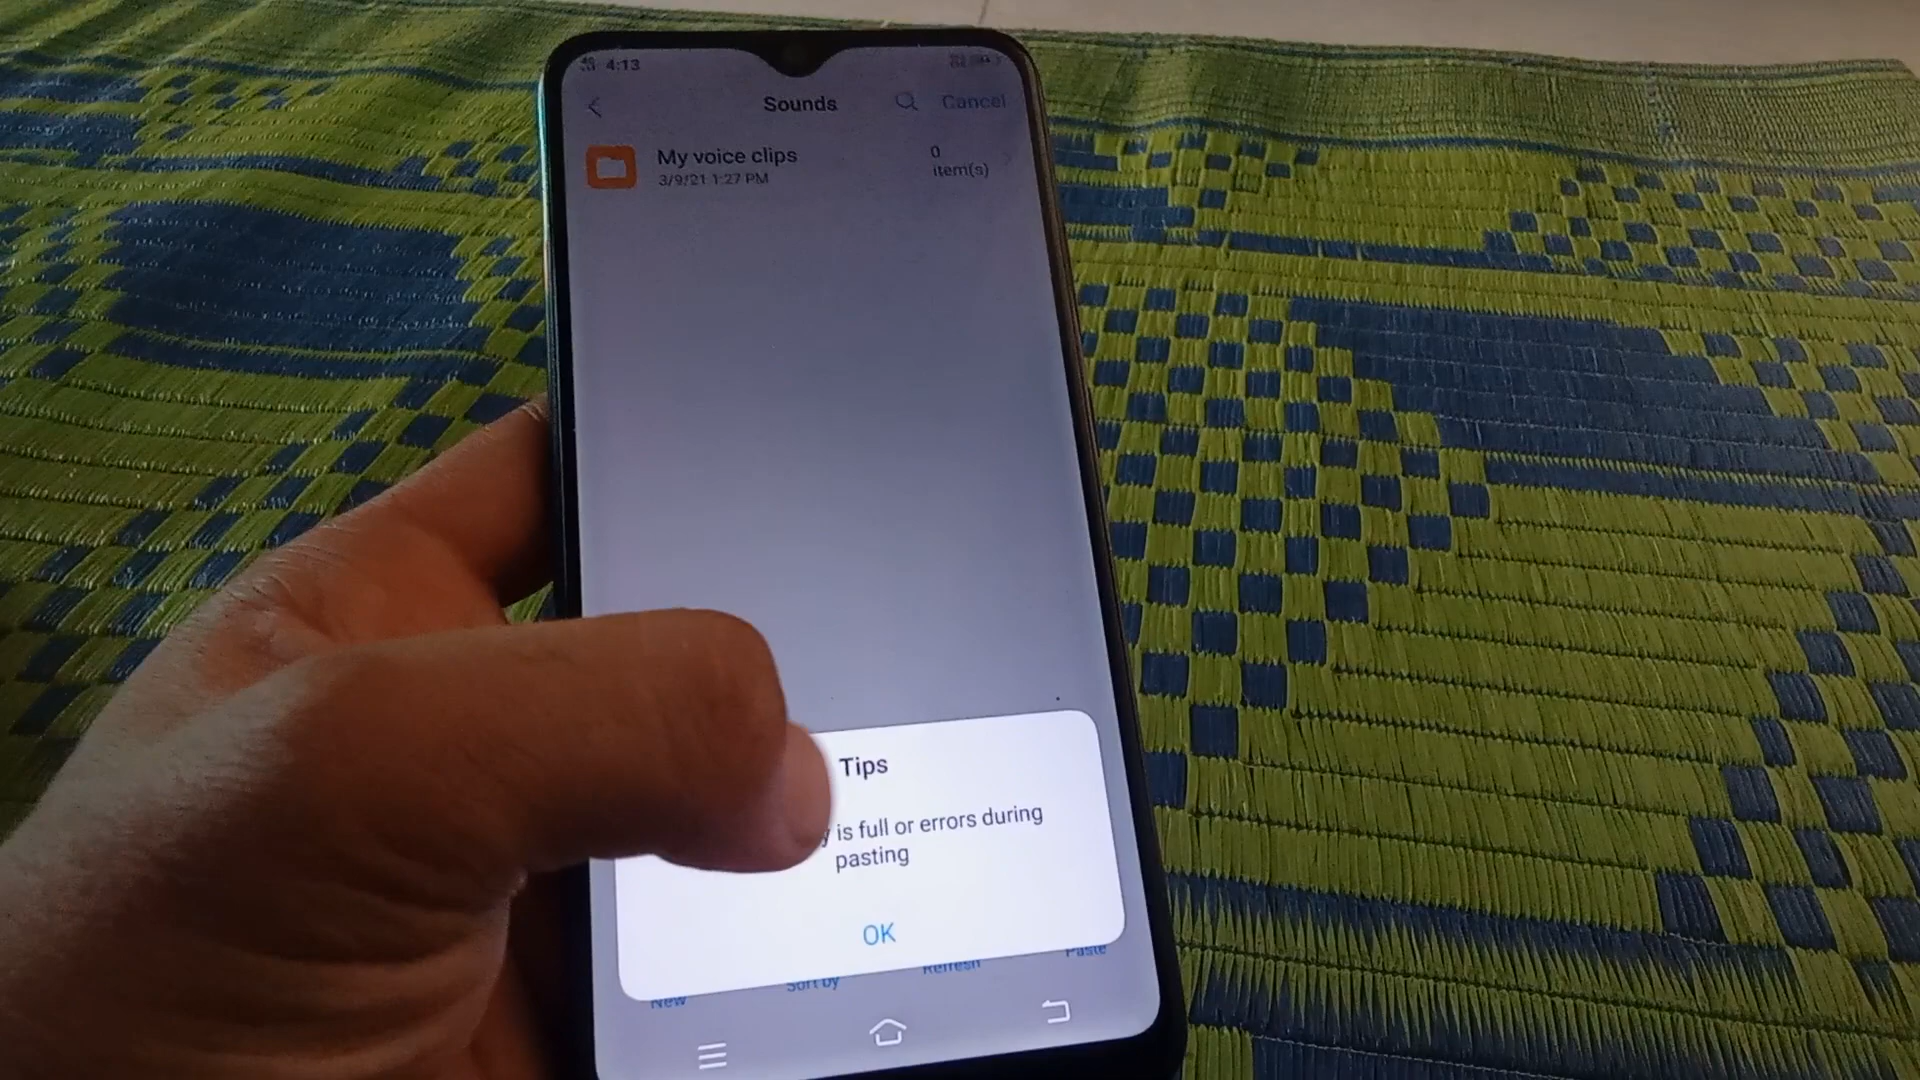 4:13
Sounds
Cancel
My voice clips
3/9/21 1:27 PM
0
item(s)
Tips
y is full or errors during
pasting
OK
New
Sort by
Refresh
Paste